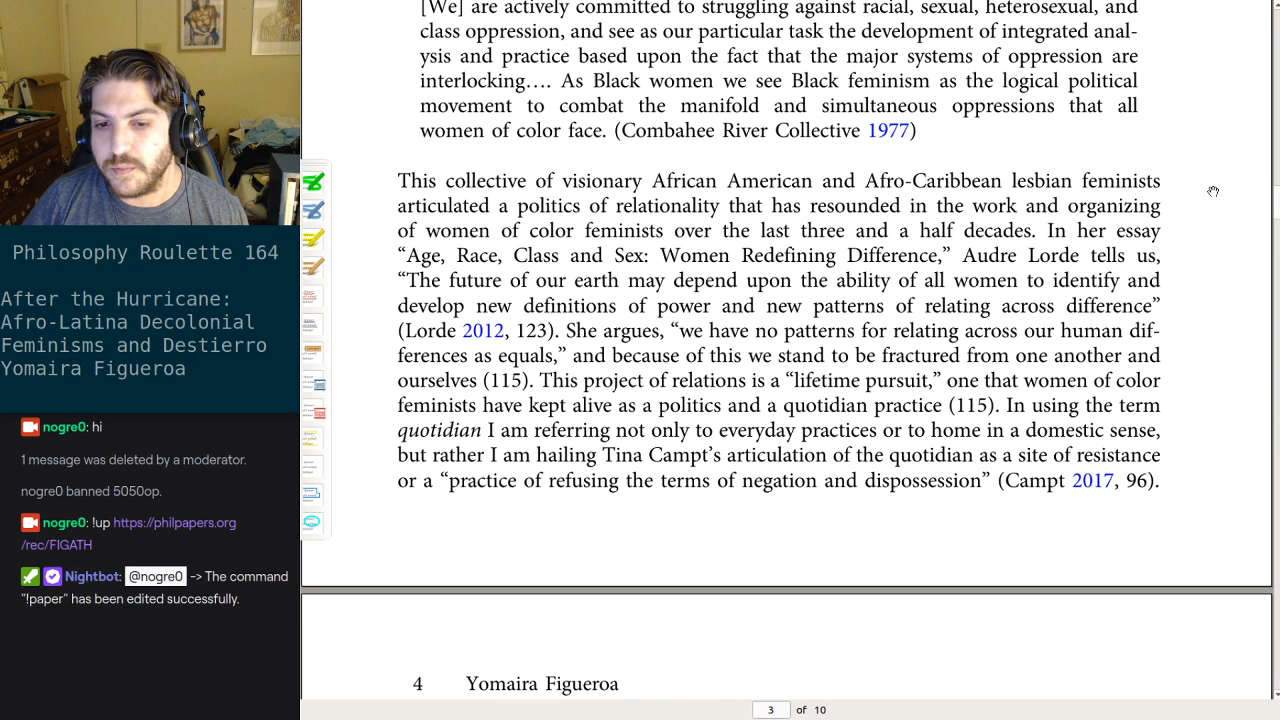 Philosophy Roulette 164
After the Hurricane:
Afro-Latina Decolonial
Feminisms and Destierro
Yomaira Figueroa
nogre0: hi
1 message was deleted by a moderator.
nogre0 banned 5050op.
nogre0: !up https://philpapers.org
/rec/FIGATH
Nightbot: @nogre0 -> The command
"!paper" has been edited successfully.
[We] are actively committed to struggling against racial, sexual, heterosexual, and
class oppression, and see as our particular task the development of integrated anal-
ysis and practice based upon the fact that the major systems of oppression are
interlocking…. As Black women we see Black feminism as the logical political
movement to combat the manifold and simultaneous oppressions that all
women of color face. (Combahee River Collective 1977)
This collective of visionary African American and Afro-Caribbean lesbian feminists
articulated a politics of relationality that has resounded in the work and organizing
of women of color feminists over the last three and a half decades. In her essay
“Age, Race, Class and Sex: Women Redefining Difference,” Audre Lorde tells us,
“The future of our earth may depend upon the ability of all women to identify and
develop new definitions of power and new patterns of relating across difference”
(Lorde 2012, 123). She argues “we have no patterns for relating across our human dif-
ferences as equals,” and because of this we stand to be fractured from one another and
ourselves (115). This project of relation is a “lifetime pursuit,” one that women of color
feminists have kept alive as a political and quotidian practice (115). In using the term
quotidian I am referring not only to everyday practices or to home in a domestic sense,
but rather I am hailing Tina Campt’s articulation of the quotidian as a site of resistance
or a “practice of refusing the terms of negation and dispossession” (Campt 2017, 96).
4 Yomaira Figueroa
3 of 10